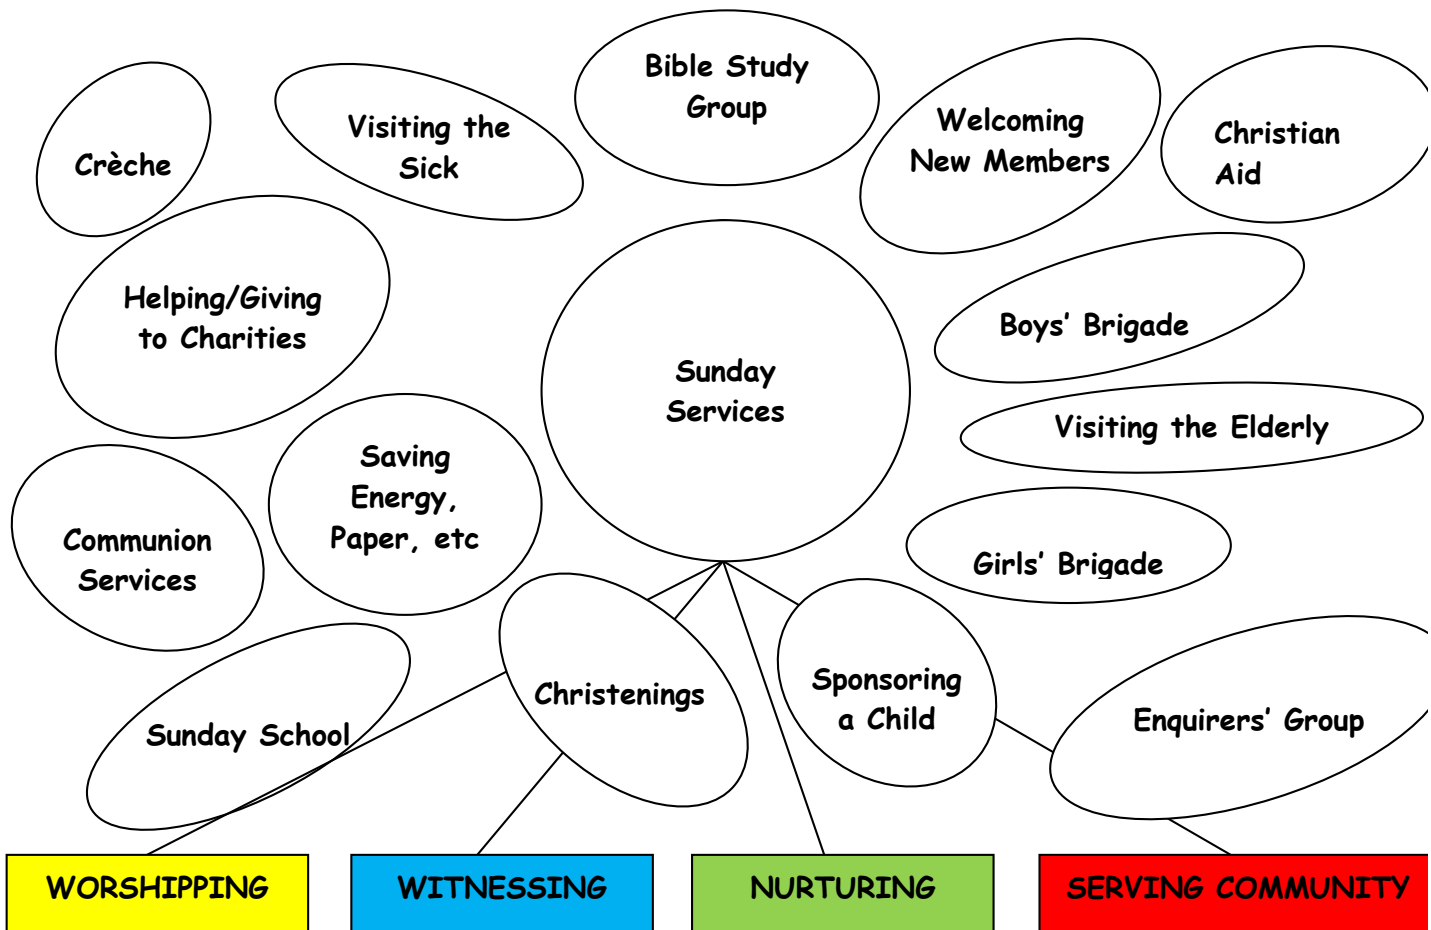 Bible Study
Group
Crèche
Visiting the
Sick
Welcoming
New Members
Christian
Aid
Helping/Giving
to Charities
Sunday
Services
Boys' Brigade
Visiting the Elderly
Saving
Energy,
Paper, etc
Communion
Services
Girls' Brigade
Sunday School
Christenings
Sponsoring
a Child
Enquirers' Group
WORSHIPPING
WITNESSING
NURTURING
SERVING COMMUNITY